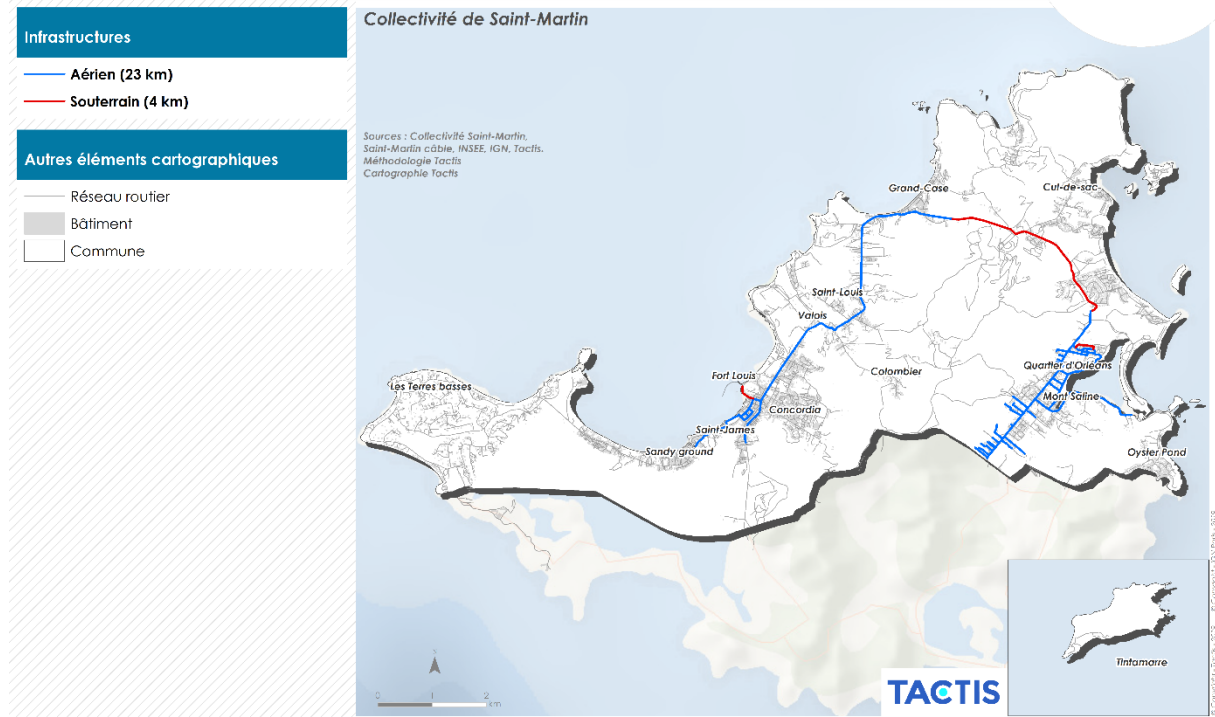 Infrastructures
Aérien (23 km)
Souterrain (4 km)
Autres éléments cartographiques
Réseau routier
Bâtiment
Commune
Collectivité de Saint-Martin
Sources : Collectivité Saint-Martin,
Saint-Martin câble, INSEE, IGN, Tactis.
Méthodologie Tactis
Cartographie Tactis
Grand-Case
Cul-de-sac
Saint-Louis
Valois
Fort Louis
Colombier
Quartier d'Orléans
Les Terres basses
Mont Saline
Concordia
Saint-James
Sandy ground
Oyster Pond
Tintamarre
0 1 2
km
TACTIS